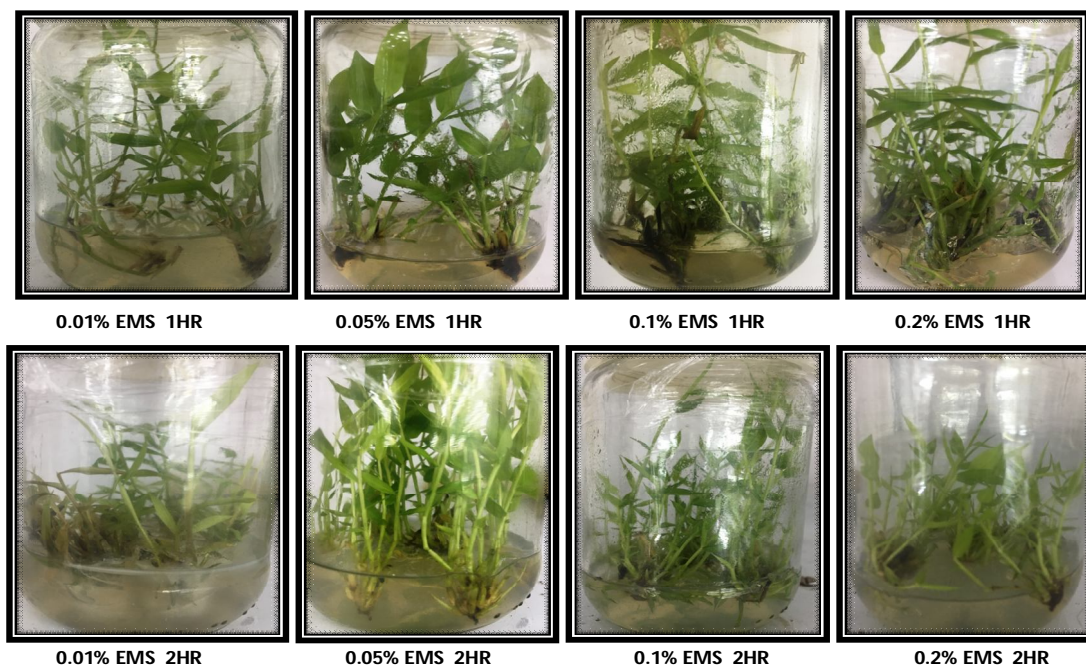 0.01% EMS 1HR
0.05% EMS 1HR
0.1% EMS 1HR
0.2% EMS 1HR
0.01% EMS 2HR
0.05% EMS 2HR
0.1% EMS 2HR
0.2% EMS 2HR